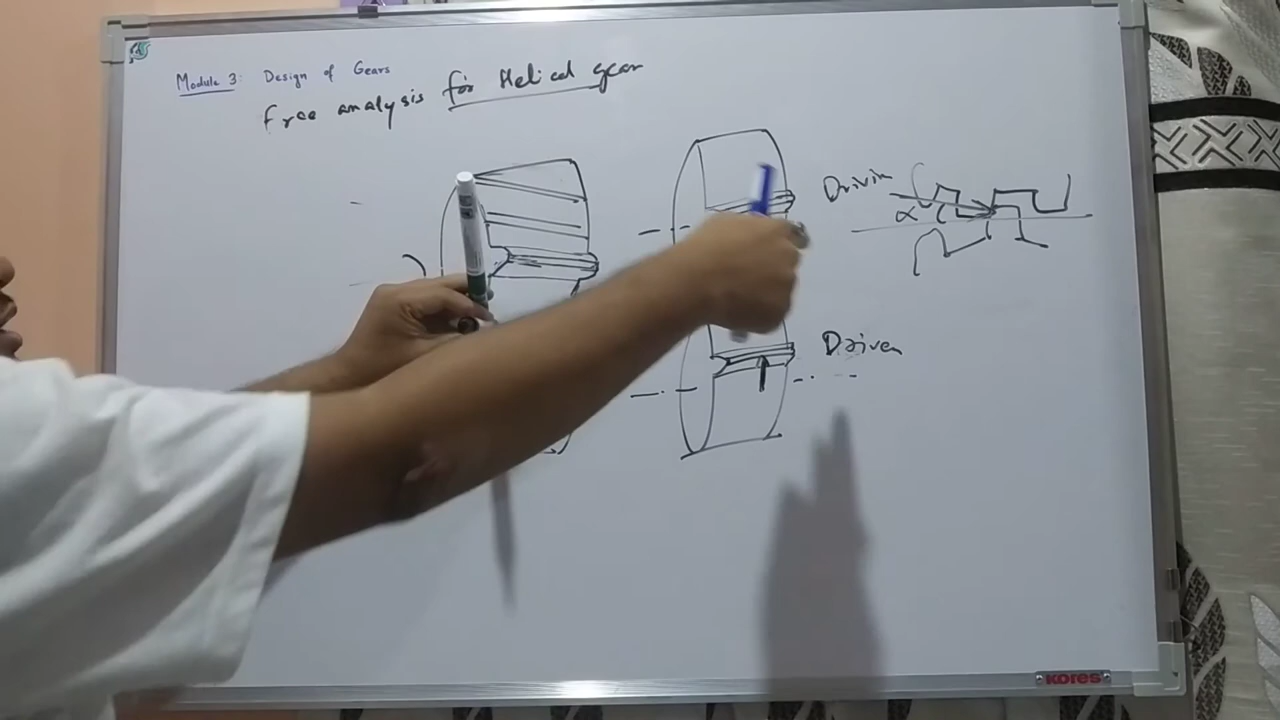 Module 3: Design of Gears
Free analysis for Helical gear
Drivin
α
Driven
KORES